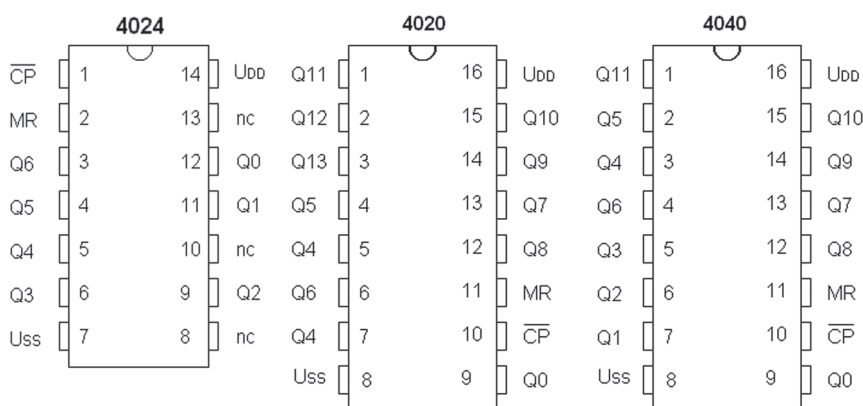 4024 4020 4040
CP 1 14 UDD Q11 1 16 UDD Q11 1 16 UDD
MR 2 13 nc Q12 2 15 Q10 Q5 2 15 Q10
Q6 3 12 Q0 Q13 3 14 Q9 Q4 3 14 Q9
Q5 4 11 Q1 Q5 4 13 Q7 Q6 4 13 Q7
Q4 5 10 nc Q4 5 12 Q8 Q3 5 12 Q8
Q3 6 9 Q2 Q6 6 11 MR Q2 6 11 MR
Uss 7 8 nc Q4 7 10 CP Q1 7 10 CP
Uss 8 9 Q0 Uss 8 9 Q0